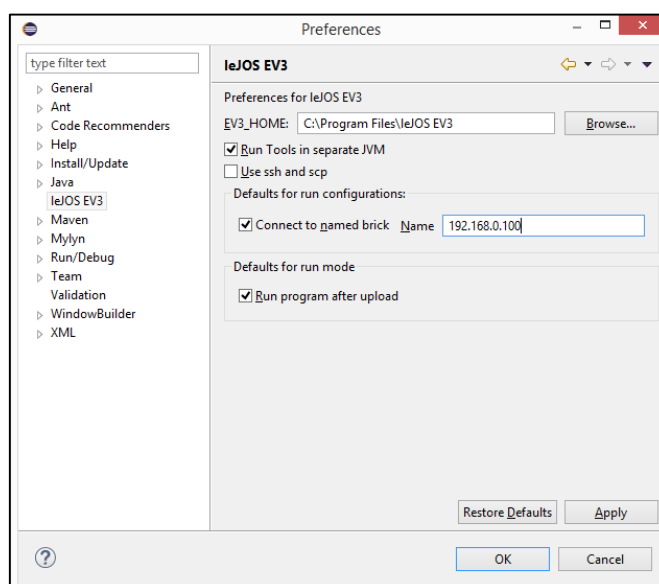 Preferences
type filter text
General
Ant
Code Recommenders
Help
Install/Update
Java
leJOS EV3
Maven
Mylyn
Run/Debug
Team
Validation
WindowBuilder
XML
leJOS EV3
Preferences for leJOS EV3
EV3_HOME: C:\Program Files\leJOS EV3 Browse...
Run Tools in separate JVM
Use ssh and scp
Defaults for run configurations:
Connect to named brick Name 192.168.0.100
Defaults for run mode
Run program after upload
Restore Defaults Apply
? OK Cancel